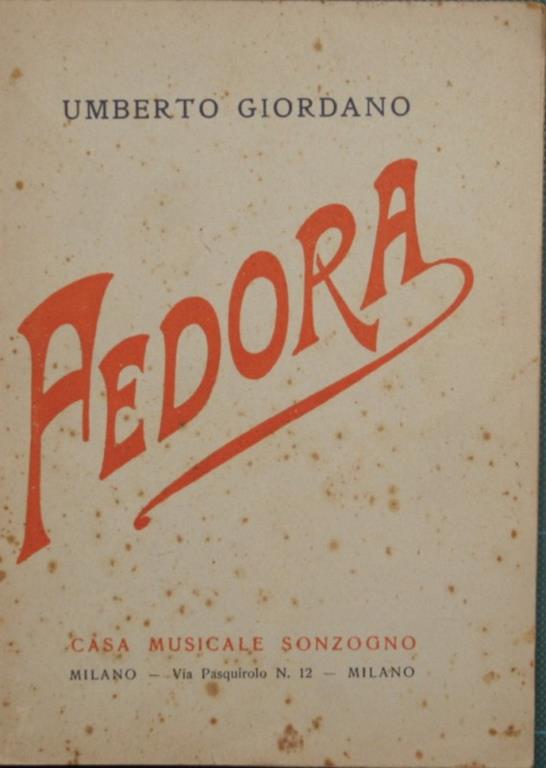 UMBERTO GIORDANO
FEDORA
CASA MUSICALE SONZOGNO
MILANO — Via Pasquirolo N. 12 — MILANO